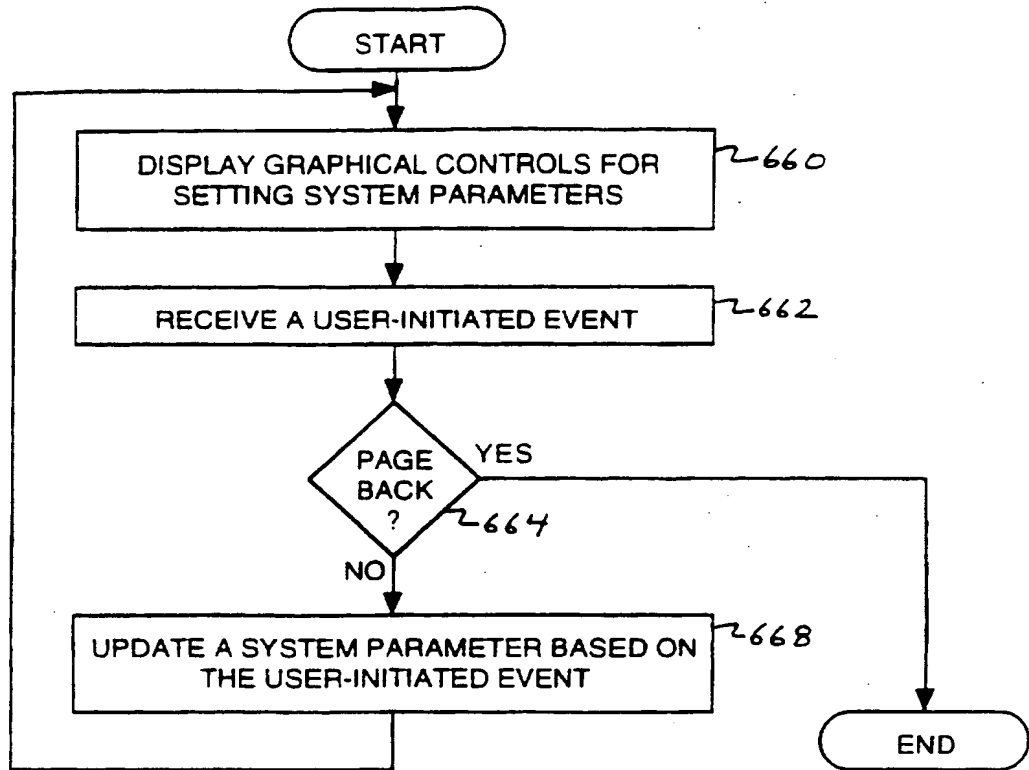 START
DISPLAY GRAPHICAL CONTROLS FOR
SETTING SYSTEM PARAMETERS
660
RECEIVE A USER-INITIATED EVENT
662
PAGE
BACK
?
YES
664
NO
UPDATE A SYSTEM PARAMETER BASED ON
THE USER-INITIATED EVENT
668
END